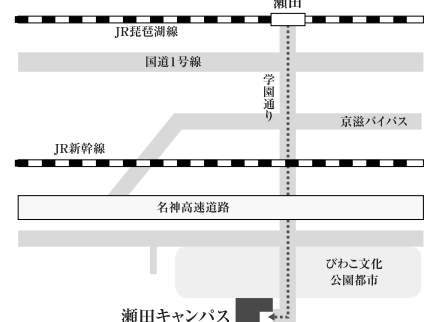 瀬田
JR琵琶湖線
国道1号線
学園通り
京滋バイパス
JR新幹線
名神高速道路
びわこ文化
公園都市
瀬田キャンパス